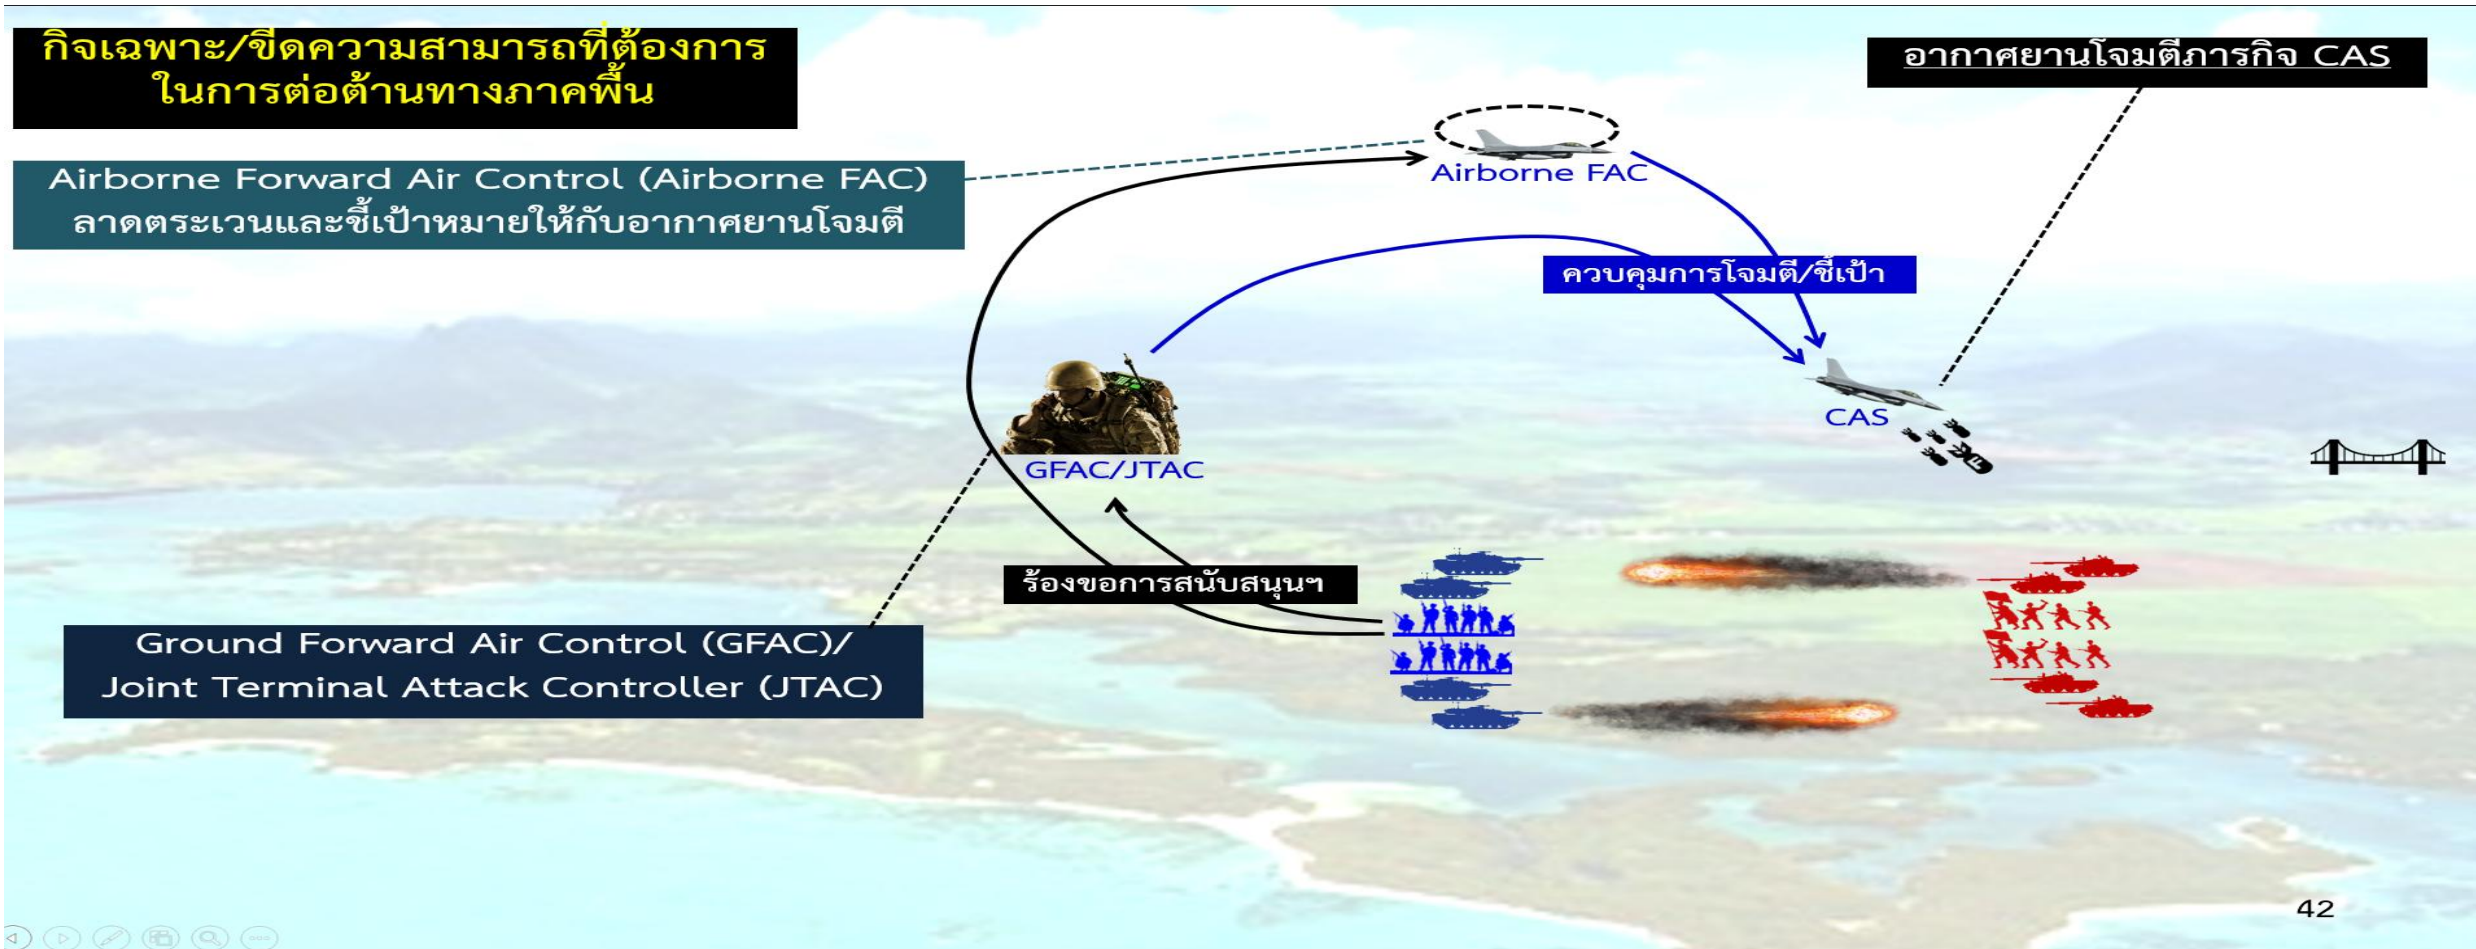 กิจเฉพาะ/ขีดความสามารถที่ต้องการ
ในการต่อต้านทางภาคพื้น
อากาศยานโจมตีภารกิจ CAS
Airborne Forward Air Control (Airborne FAC)
ลาดตระเวนและชี้เป้าหมายให้กับอากาศยานโจมตี
Airborne FAC
ควบคุมการโจมตี/ชี้เป้า
CAS
GFAC/JTAC
ร้องขอการสนับสนุนฯ
Ground Forward Air Control (GFAC)/
Joint Terminal Attack Controller (JTAC)
42